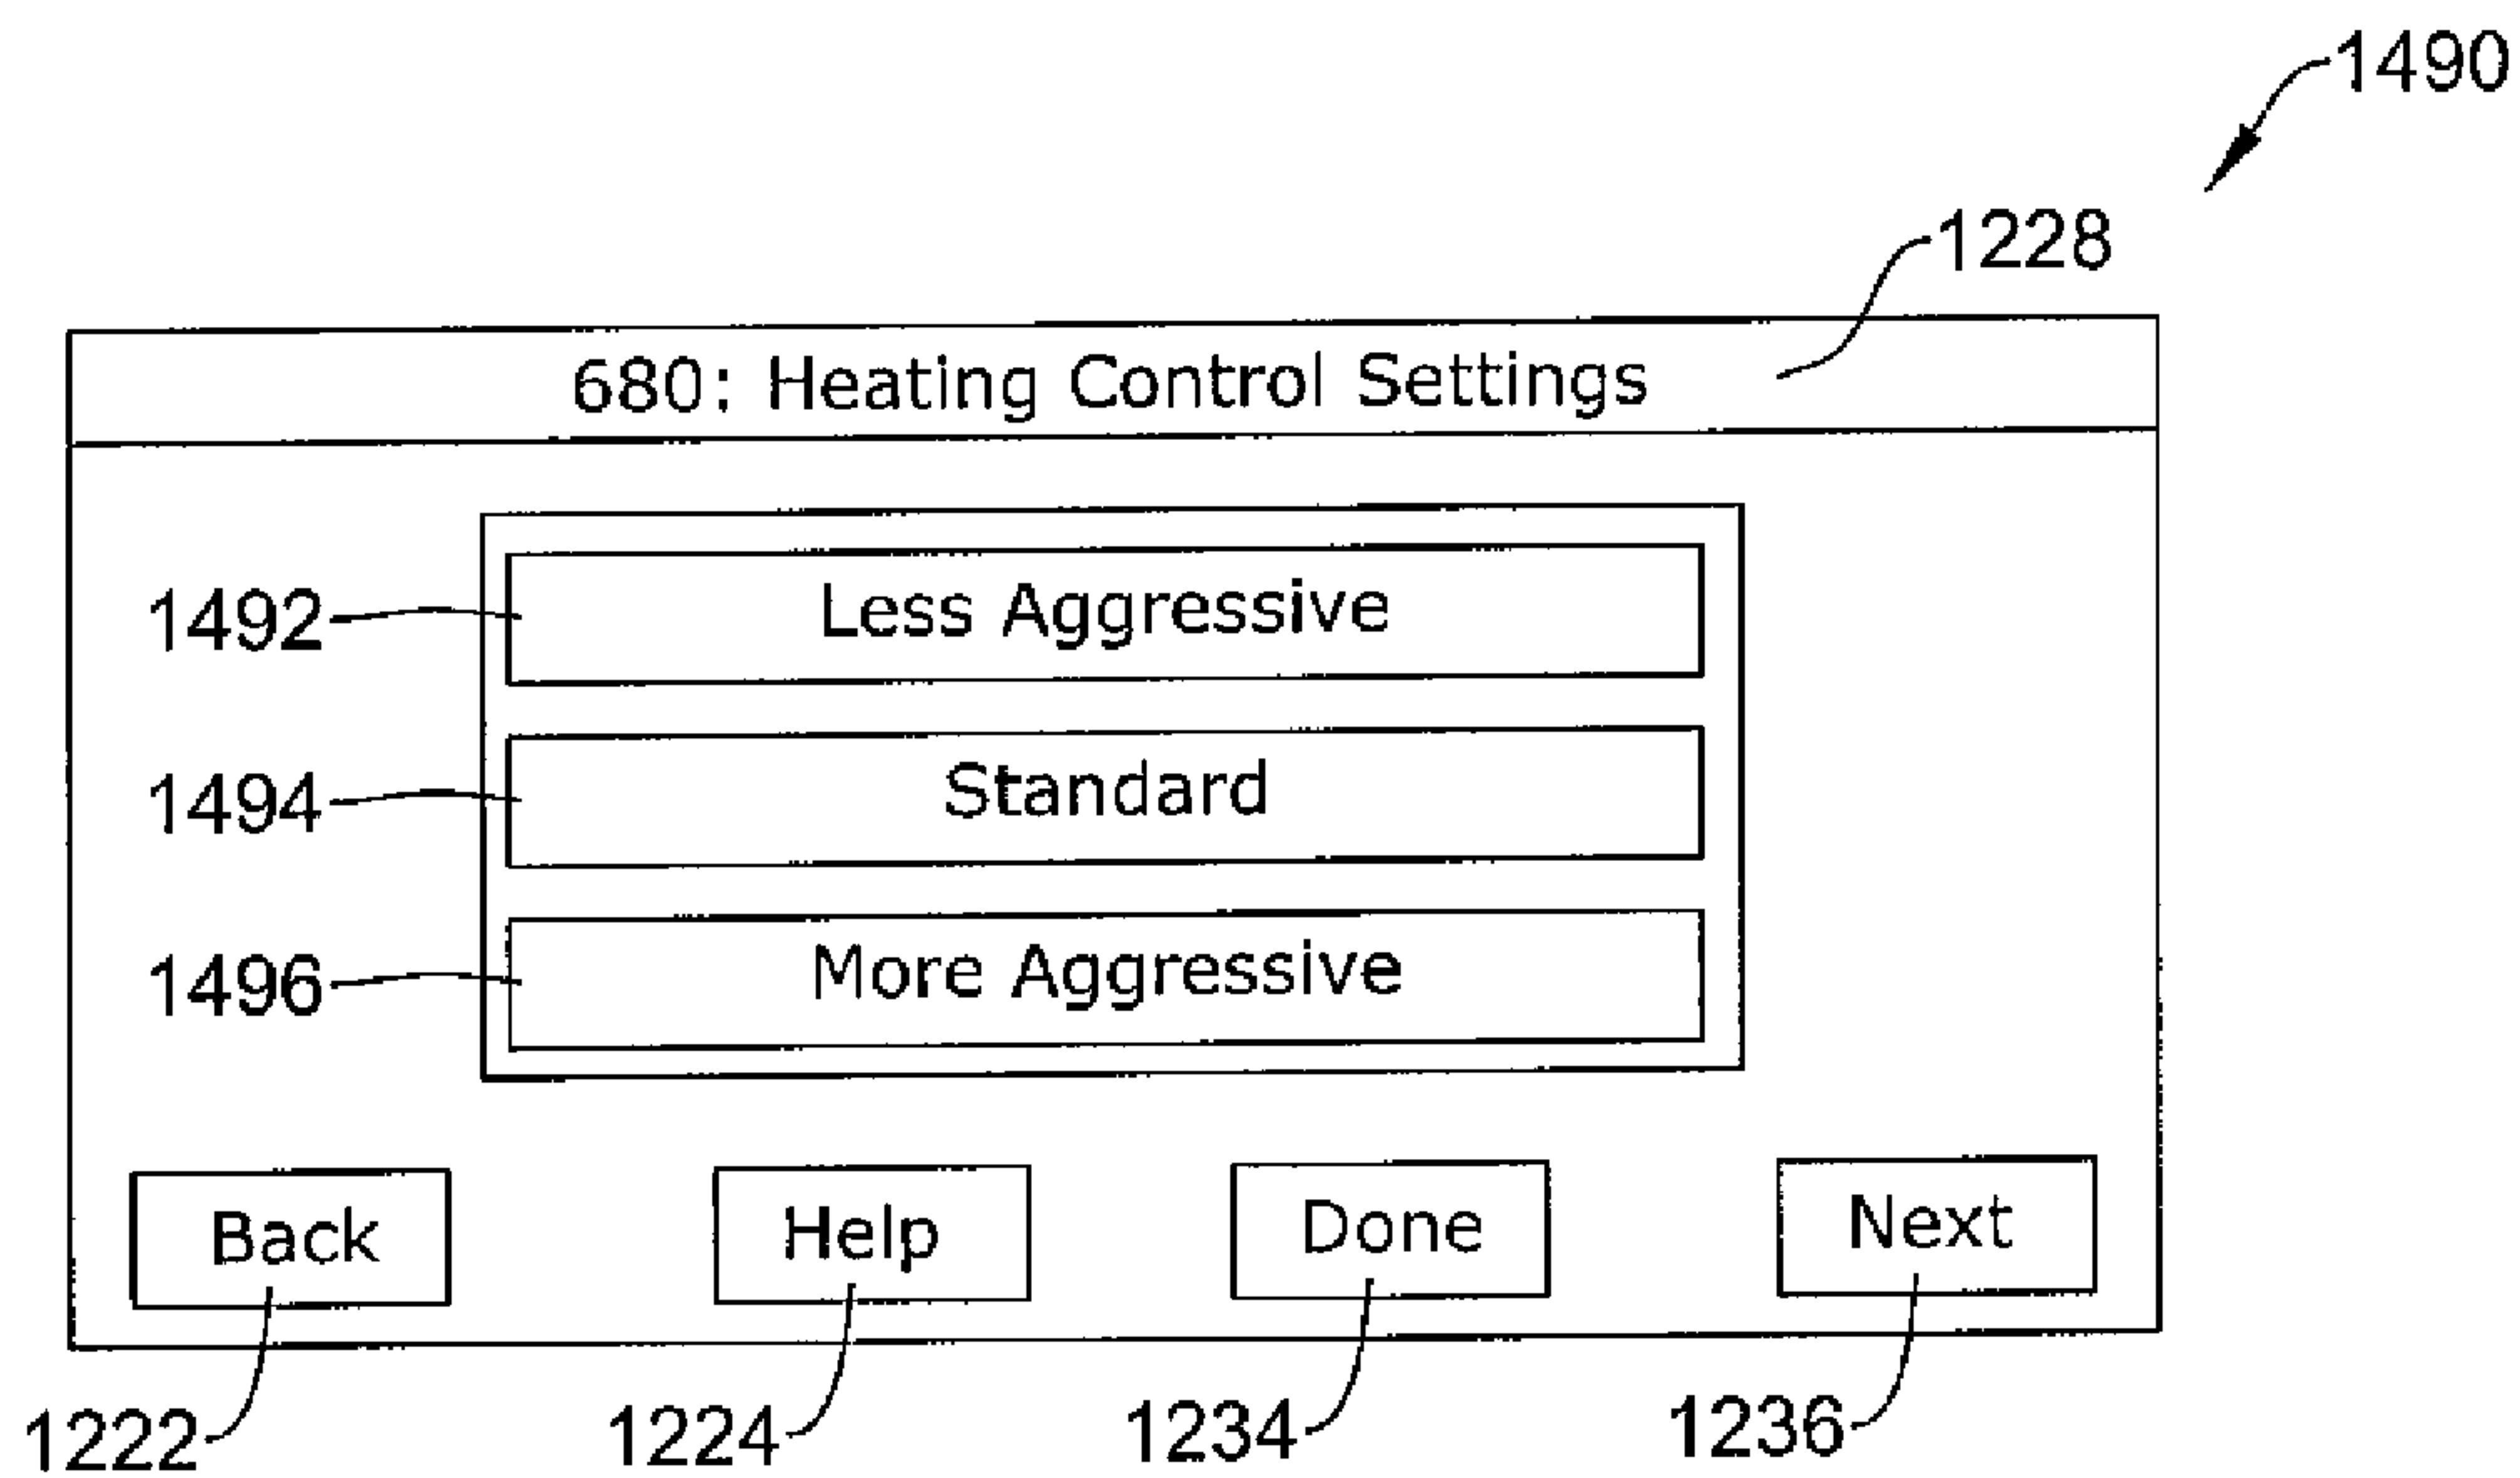 1490
1228
680: Heating Control Settings
1492
Less Aggressive
1494
Standard
1496
More Aggressive
Back
Help
Done
Next
1222
1224
1234
1236